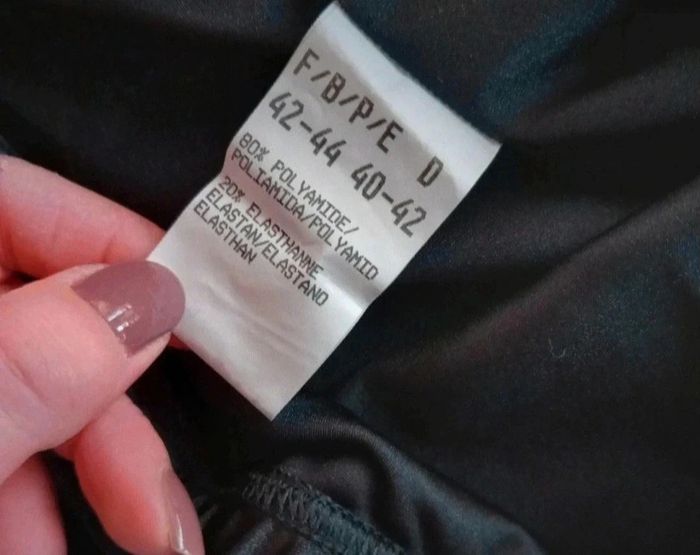 F/B/P/E D
42-44 40-42
80% POLYAMIDE/
POLIAMIDA/POLYAMID
20% ELASTHANNE
ELASTAN/ELASTANO
ELASTHAN